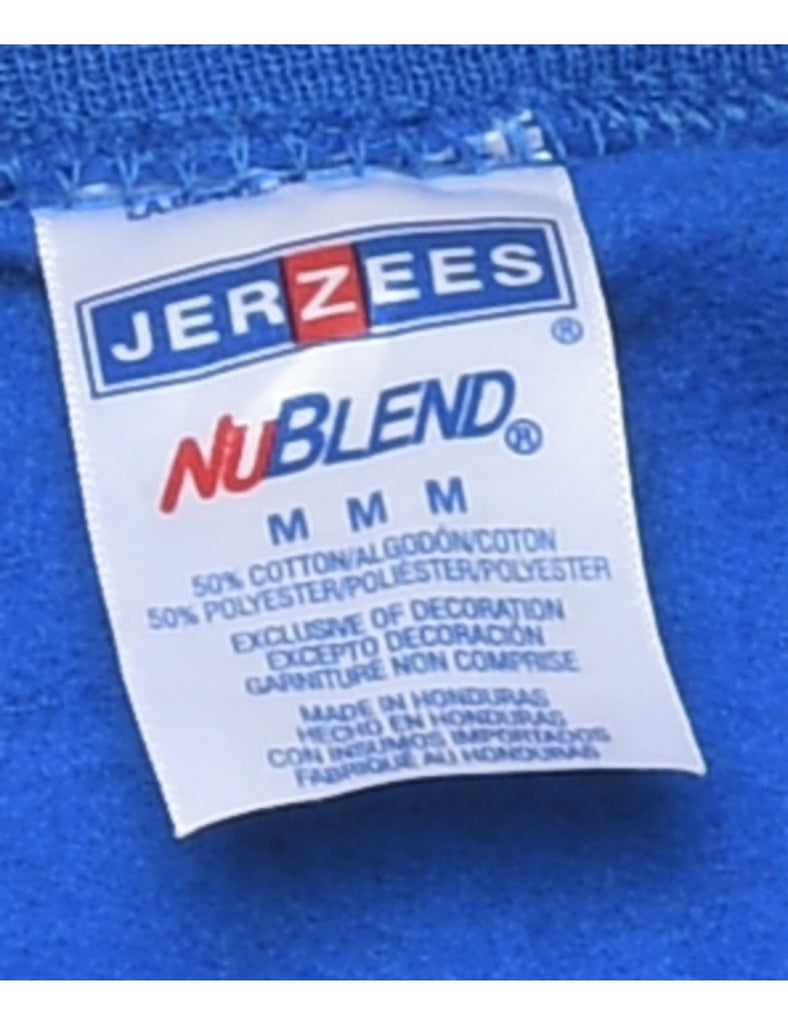 JERZEES
®
NUBLEND®
M M M
50% COTTON/ALGODÓN/COTON
50% POLYESTER/POLIÉSTER/POLYESTER
EXCLUSIVE OF DECORATION
EXCEPTO DECORACIÓN
GARNITURE NON COMPRISE
MADE IN HONDURAS
HECHO EN HONDURAS
CON INSUMOS IMPORTADOS
FABRIQUÉ AU HONDURAS